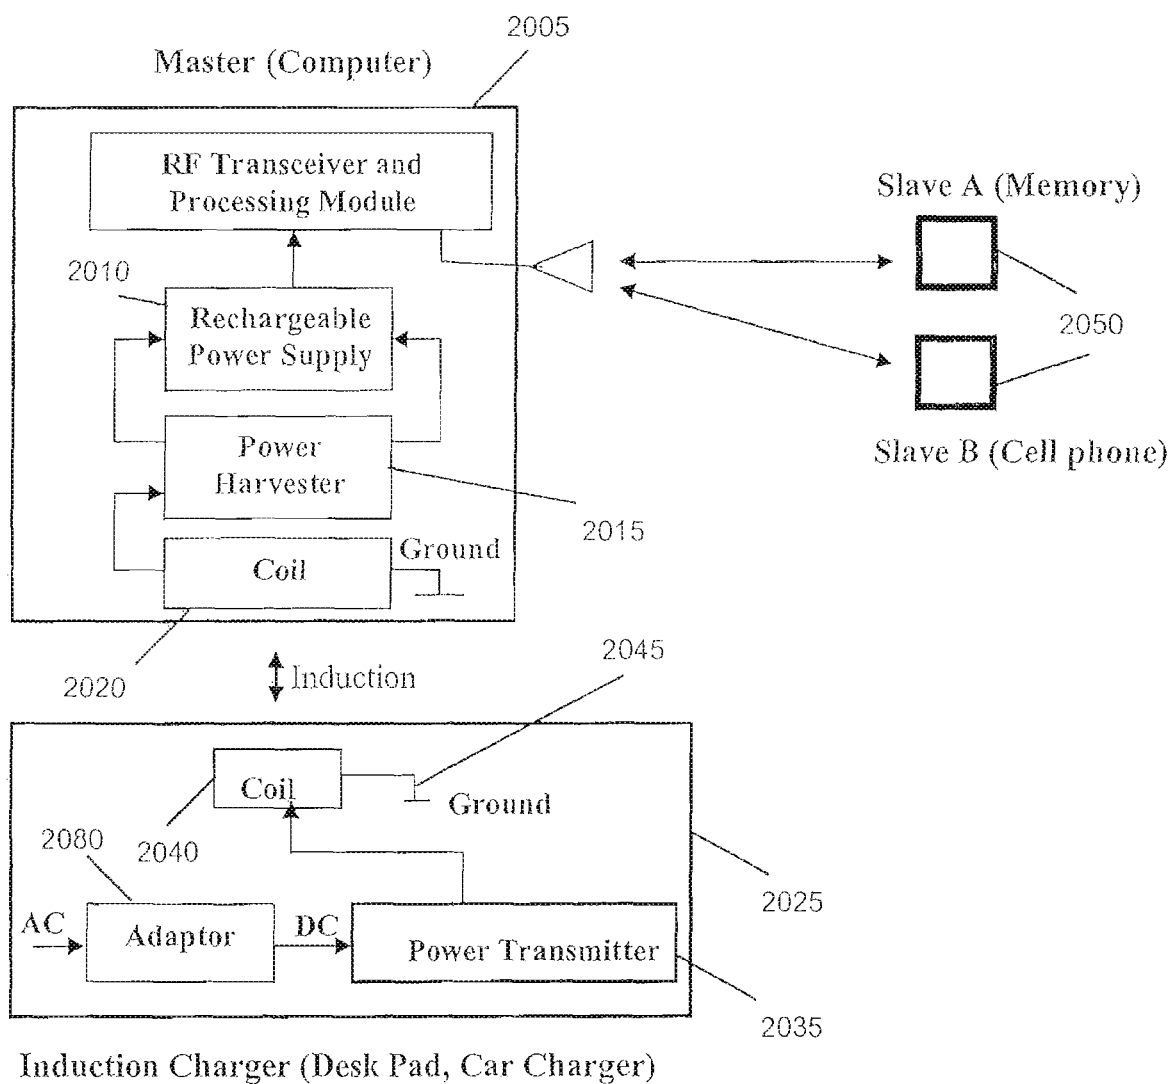 2005
Master (Computer)
RF Transceiver and
Processing Module
Slave A (Memory)
2010
Rechargeable
Power Supply
2050
Power
Harvester
Slave B (Cell phone)
2015
Ground
Coil
2045
2020
Induction
Coil
Ground
2080
2040
2025
AC
Adaptor
DC
Power Transmitter
2035
Induction Charger (Desk Pad, Car Charger)